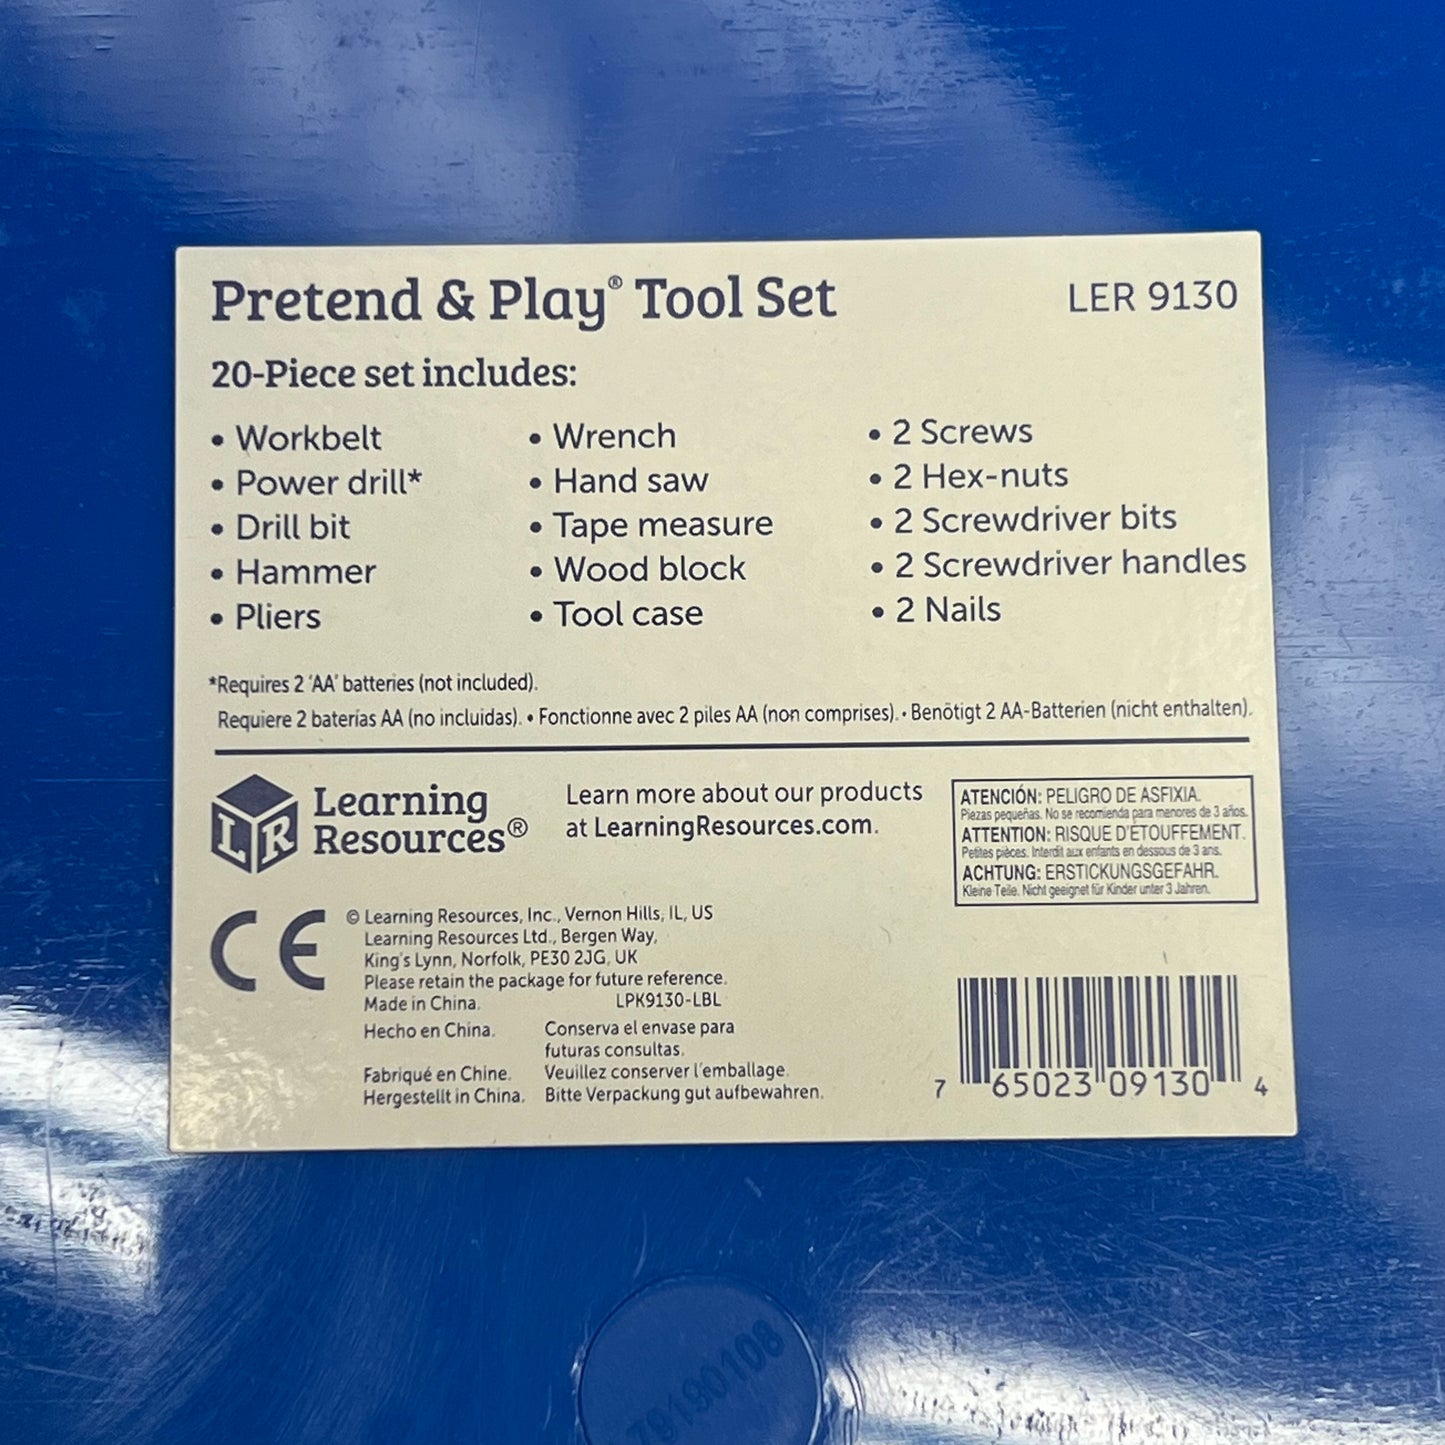 Pretend & Play® Tool Set
LER 9130
20-Piece set includes:
• Workbelt
• Power drill*
• Drill bit
• Hammer
• Pliers
• Wrench
• Hand saw
• Tape measure
• Wood block
• Tool case
• 2 Screws
• 2 Hex-nuts
• 2 Screwdriver bits
• 2 Screwdriver handles
• 2 Nails
*Requires 2 'AA' batteries (not included).
Requiere 2 baterías AA (no incluidas). • Fonctionne avec 2 piles AA (non comprises). • Benötigt 2 AA-Batterien (nicht enthalten).
LR
Learning
Resources®
Learn more about our products
at LearningResources.com.
ATENCIÓN: PELIGRO DE ASFIXIA.
Piezas pequeñas. No se recomienda para menores de 3 años.
ATTENTION: RISQUE D'ÉTOUFFEMENT.
Petites pièces. Interdit aux enfants en dessous de 3 ans.
ACHTUNG: ERSTICKUNGSGEFAHR.
Kleine Teile. Nicht geeignet für Kinder unter 3 Jahren.
CE
© Learning Resources, Inc., Vernon Hills, IL, US
Learning Resources Ltd., Bergen Way,
King's Lynn, Norfolk, PE30 2JG, UK
Please retain the package for future reference.
Made in China. LPK9130-LBL
Hecho en China. Conserva el envase para
futuras consultas.
Fabriqué en Chine. Veuillez conserver l'emballage.
Hergestellt in China. Bitte Verpackung gut aufbewahren.
7 65023 09130 4